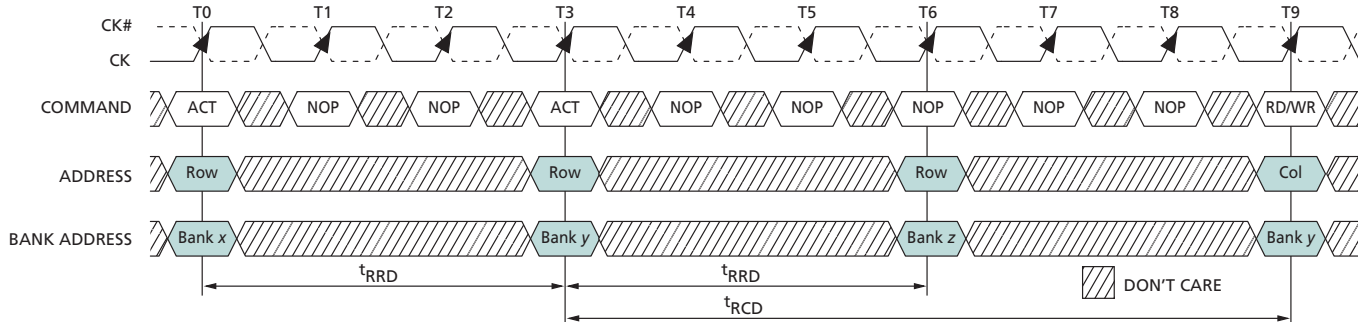 T0 T1 T2 T3 T4 T5 T6 T7 T8 T9
CK#
CK
COMMAND ACT NOP NOP ACT NOP NOP NOP NOP NOP RD/WR
ADDRESS Row Row Row Col
BANK ADDRESS Bank x Bank y Bank z Bank y
tRRD tRRD
DON'T CARE
tRCD